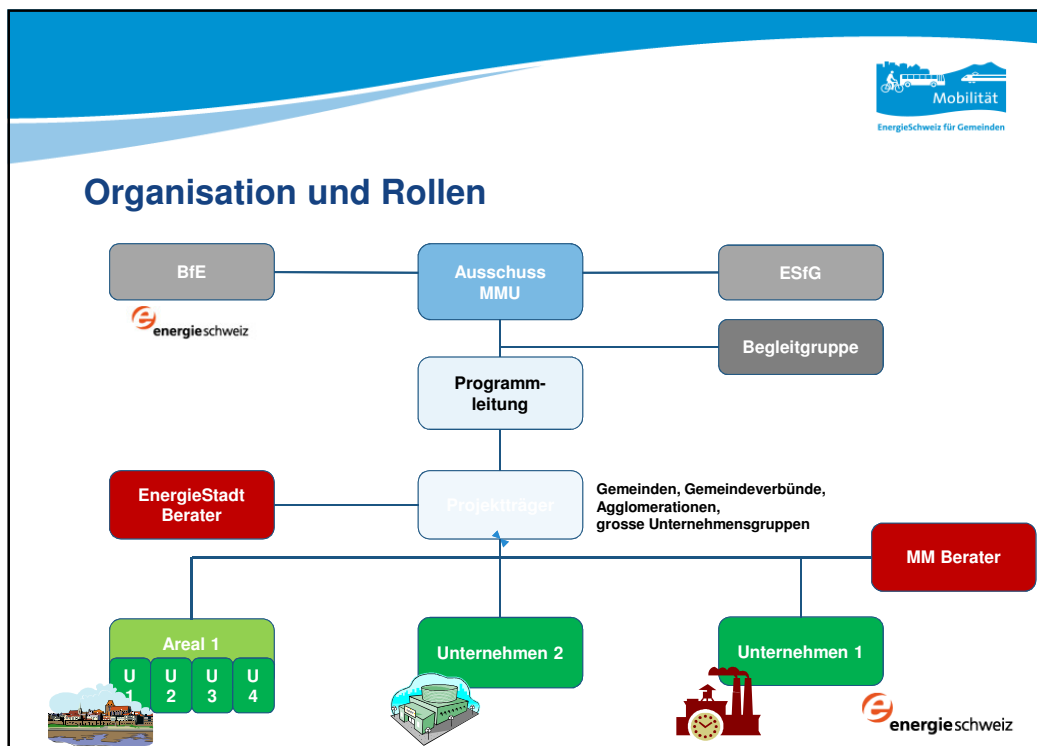 Mobilität
EnergieSchweiz für Gemeinden
Organisation und Rollen
BfE
Ausschuss
MMU
ESfG
energieschweiz
Begleitgruppe
Programm-
leitung
EnergieStadt
Berater
Projektträger
Gemeinden, Gemeindeverbünde,
Agglomerationen,
grosse Unternehmensgruppen
MM Berater
Areal 1
U
1
U
2
U
3
U
4
Unternehmen 2
Unternehmen 1
energieschweiz